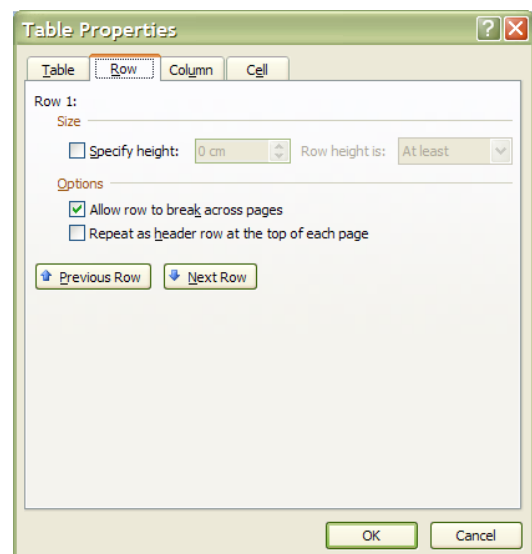 Table Properties
Table Row Column Cell
Row 1:
Size
Specify height: 0 cm Row height is: At least
Options
Allow row to break across pages
Repeat as header row at the top of each page
Previous Row Next Row
OK Cancel